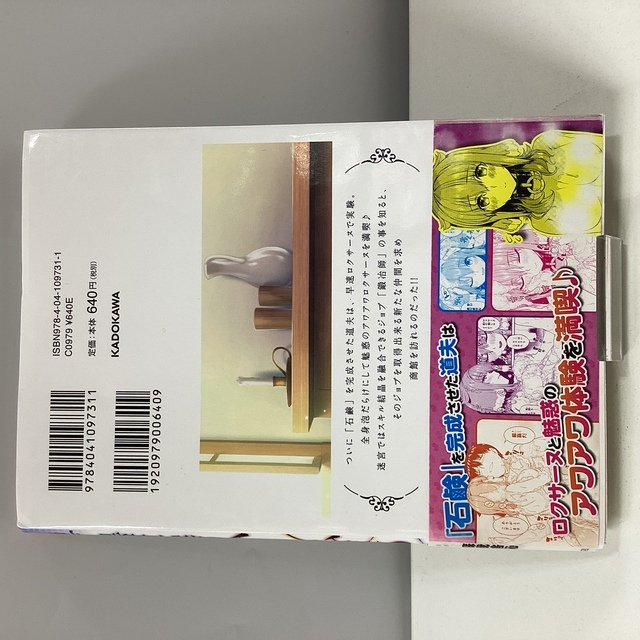 ついに「石鹸」を完成させた道夫は、早速ロクサーヌで実験。
全身泡だらけにして魅惑のアワアワロクサーヌを満喫♪
迷宮ではスキル結晶を融合できるジョブ「鍛冶師」の事を知ると、
そのジョブを取得出来る新たな仲間を求め
商館を訪れるのだった!!
ISBN978-4-04-109731-1
C0979 ¥640E
定価:本体640円(税別)
KADOKAWA
9784041097311
1920979006409
「石鹸」を完成させた道夫は
ロクサーヌと魅惑の
アワアワ体験を満喫♪